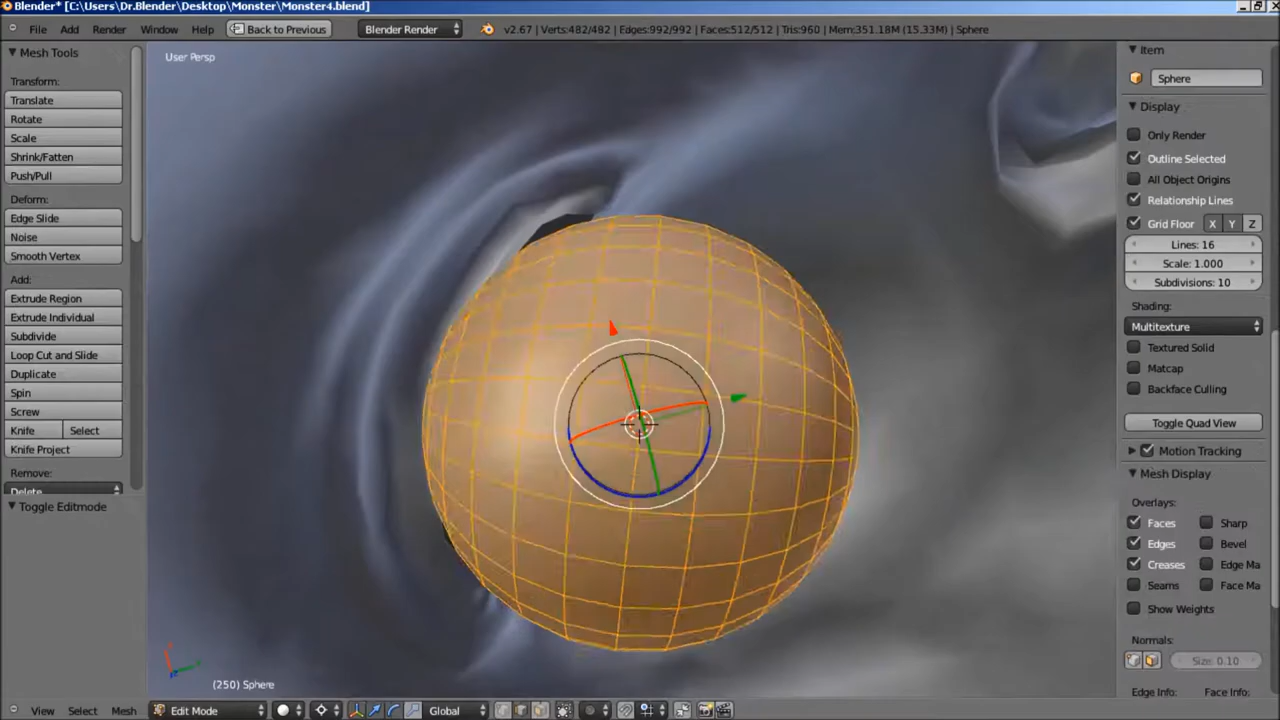 Blender* [C:\Users\Dr.Blender\Desktop\Monster\Monster4.blend]
File Add Render Window Help Back to Previous Blender Render v2.67 | Verts:482/482 | Edges:992/992 | Faces:512/512 | Tris:960 | Mem:351.18M (15.33M) | Sphere
Mesh Tools
Transform:
Translate
Rotate
Scale
Shrink/Fatten
Push/Pull
Deform:
Edge Slide
Noise
Smooth Vertex
Add:
Extrude Region
Extrude Individual
Subdivide
Loop Cut and Slide
Duplicate
Spin
Screw
Knife Select
Knife Project
Remove:
Delete
Toggle Editmode
User Persp
(250) Sphere
Item
Sphere
Display
Only Render
Outline Selected
All Object Origins
Relationship Lines
Grid Floor X Y Z
Lines: 16
Scale: 1.000
Subdivisions: 10
Shading:
Multitexture
Textured Solid
Matcap
Backface Culling
Toggle Quad View
Motion Tracking
Mesh Display
Overlays:
Faces Sharp
Edges Bevel
Creases Edge Ma
Seams Face Ma
Show Weights
Normals:
Size: 0.10
Edge Info: Face Info:
View Select Mesh Edit Mode Global